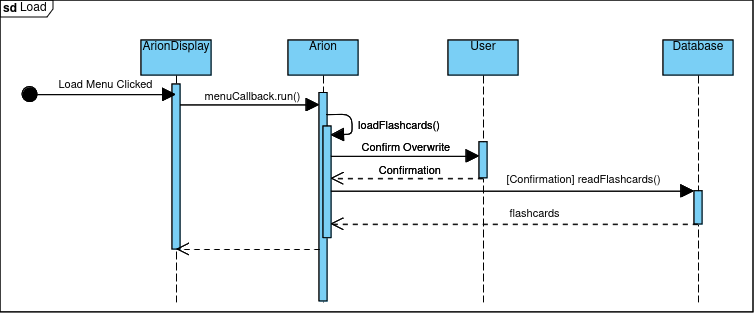 sd Load
ArionDisplay
Arion
User
Database
Load Menu Clicked
menuCallback.run()
loadFlashcards()
Confirm Overwrite
Confirmation
[Confirmation] readFlashcards()
flashcards